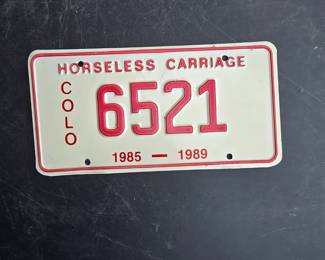 HORSELESS CARRIAGE
COLO
6521
1985 — 1989